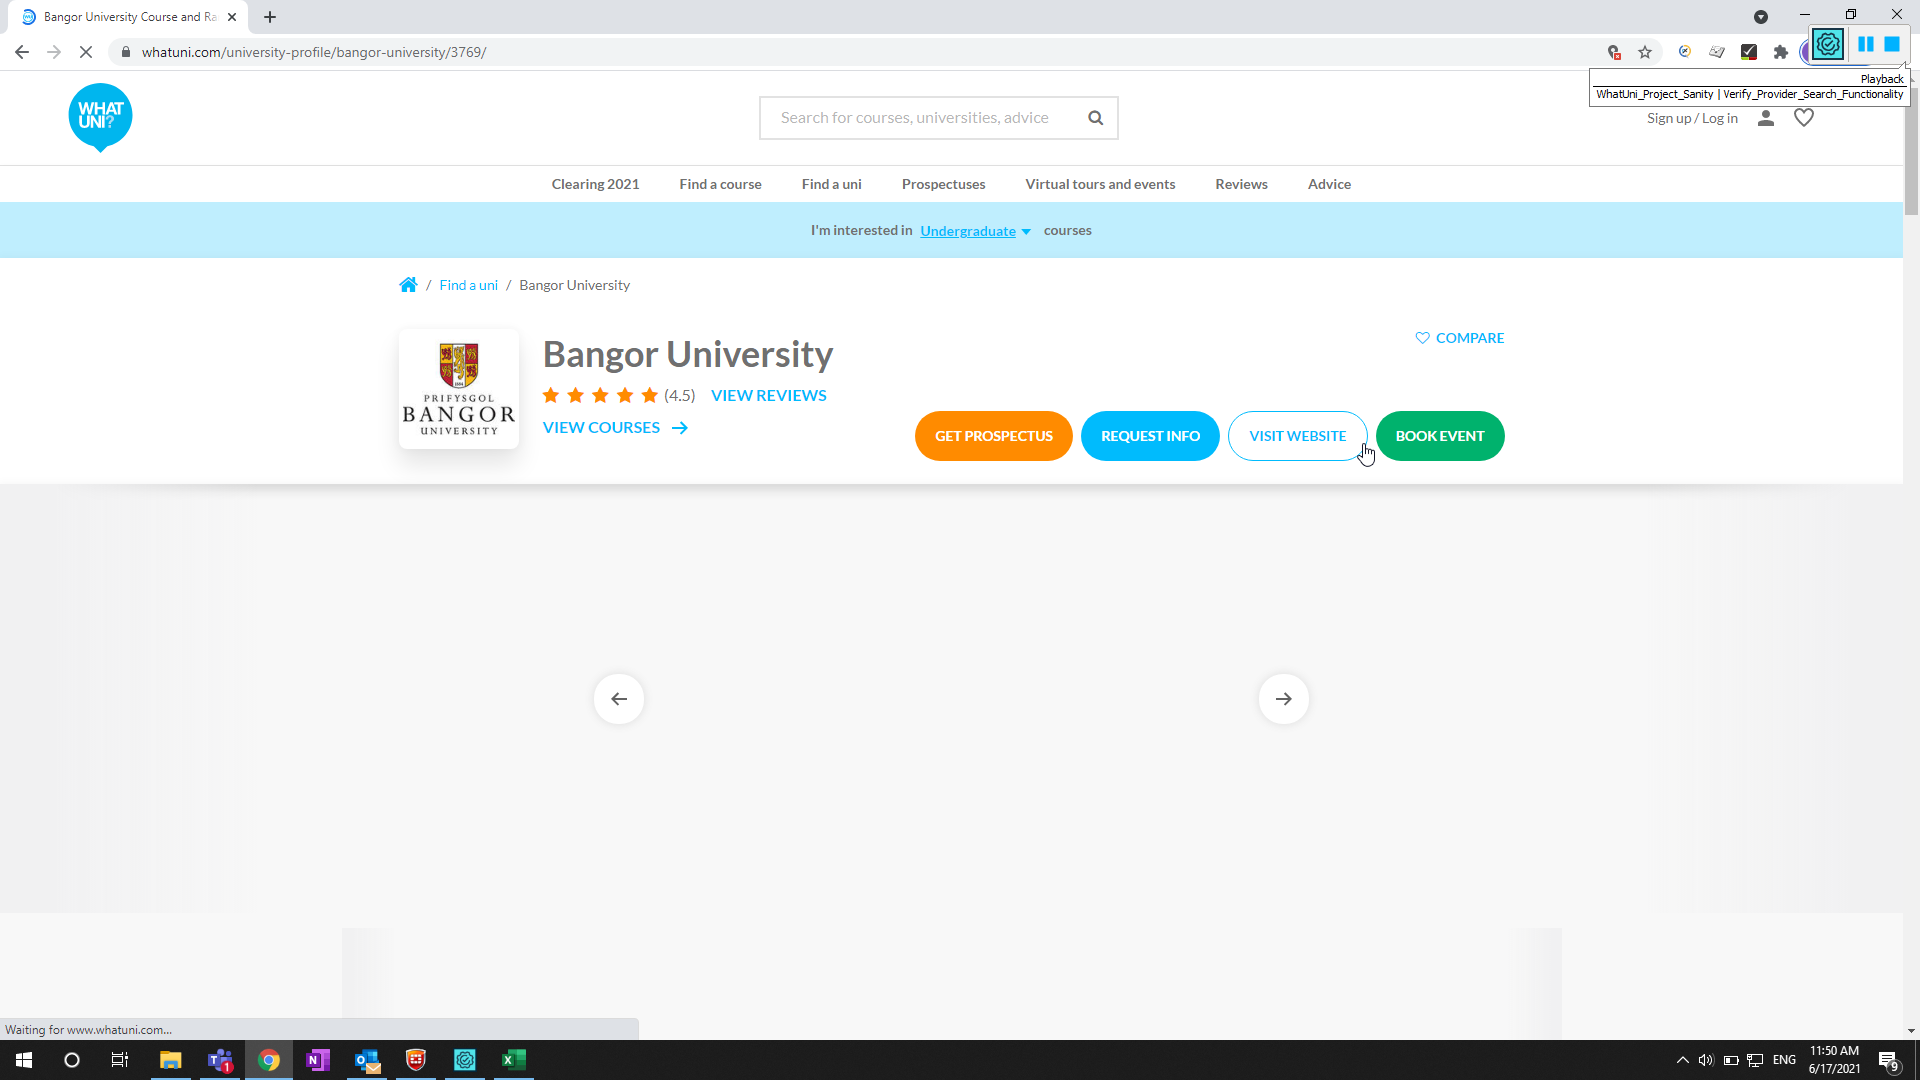 Bangor University Course and Ra
whatuni.com/university-profile/bangor-university/3769/
Playback
WhatUni_Project_Sanity | Verify_Provider_Search_Functionality
WHAT
UNI?
Search for courses, universities, advice
Sign up / Log in
Clearing 2021
Find a course
Find a uni
Prospectuses
Virtual tours and events
Reviews
Advice
I'm interested in Undergraduate courses
/ Find a uni / Bangor University
PRIFYSGOL
BANGOR
UNIVERSITY
Bangor University
COMPARE
(4.5) VIEW REVIEWS
VIEW COURSES
GET PROSPECTUS
REQUEST INFO
VISIT WEBSITE
BOOK EVENT
Waiting for www.whatuni.com...
1
ENG
11:50 AM
6/17/2021
9